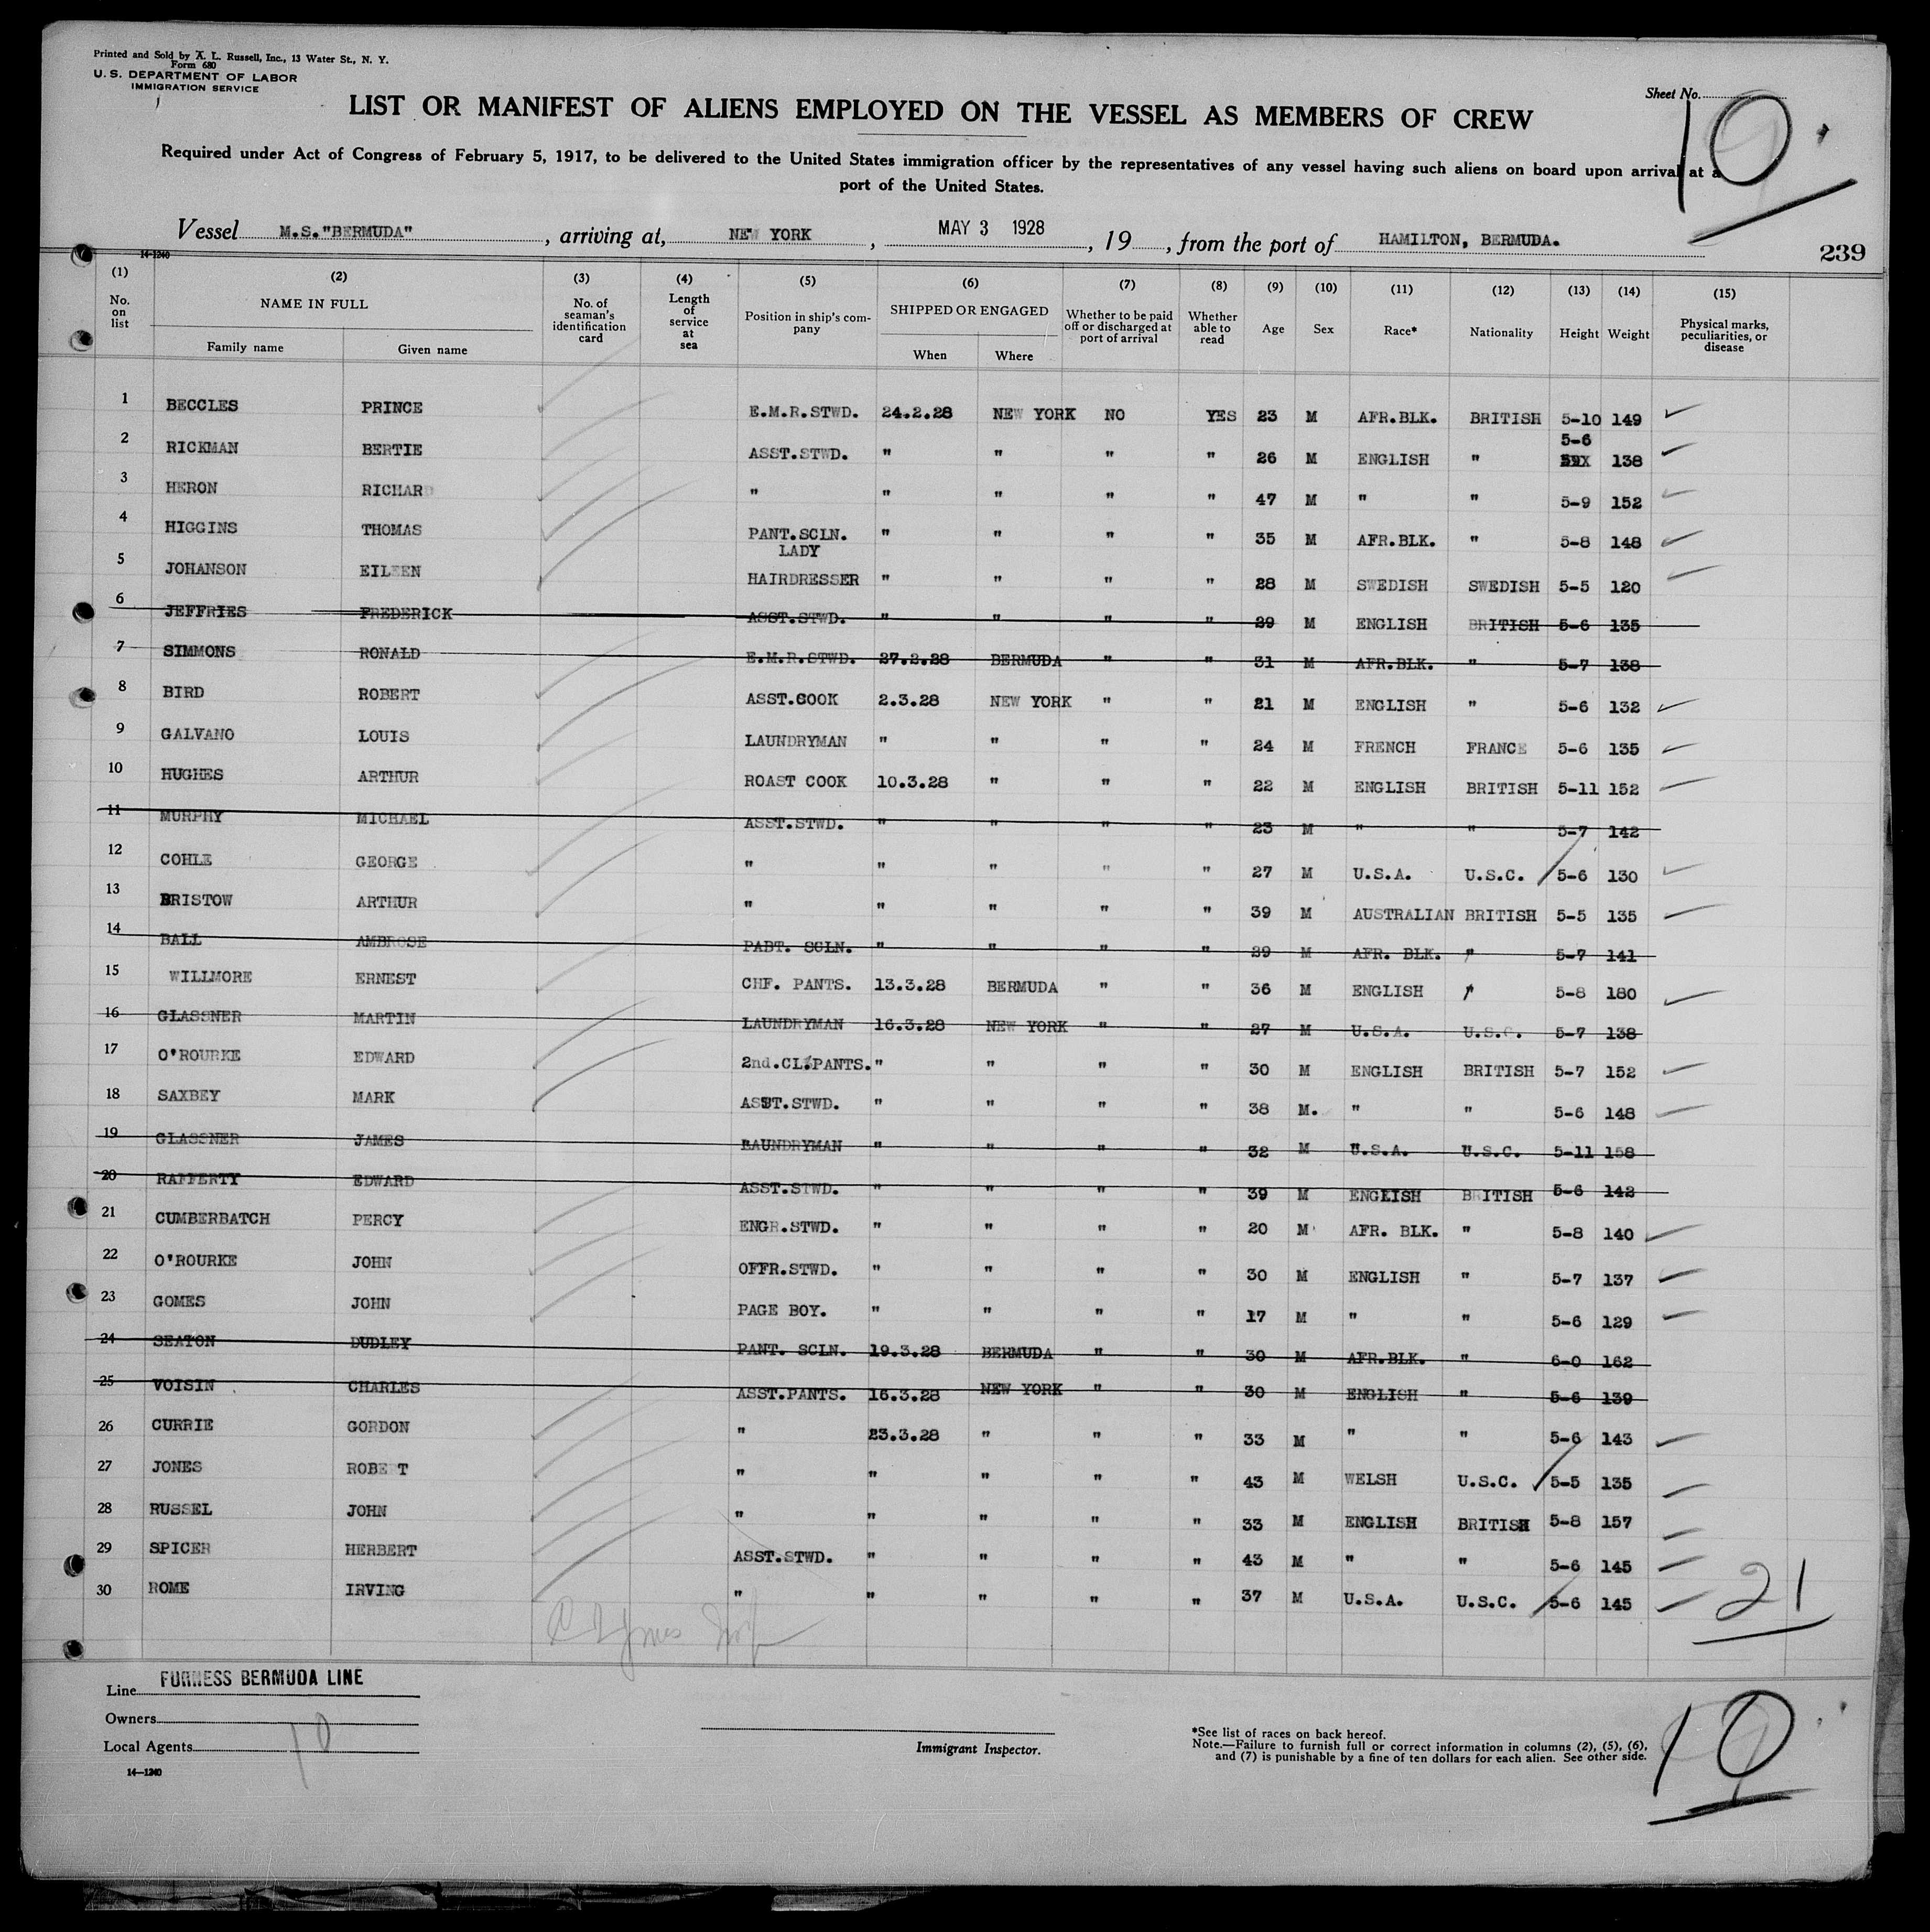 Printed and Sold by A. L. Russell, Inc., 13 Water St., N. Y.
Form 680
U. S. DEPARTMENT OF LABOR
IMMIGRATION SERVICE
Sheet No.
10
LIST OR MANIFEST OF ALIENS EMPLOYED ON THE VESSEL AS MEMBERS OF CREW
Required under Act of Congress of February 5, 1917, to be delivered to the United States immigration officer by the representatives of any vessel having such aliens on board upon arrival at a
port of the United States.
Vessel M.S."BERMUDA" , arriving at, NEW YORK , MAY 3 1928 , 19 , from the port of HAMILTON, BERMUDA.
14-1240
239
(1) (2) (3) (4) (5) (6) (7) (8) (9) (10) (11) (12) (13) (14) (15)
No. on list NAME IN FULL Family name Given name No. of seaman's identification card Length of service at sea Position in ship's company SHIPPED OR ENGAGED When Where Whether to be paid off or discharged at port of arrival Whether able to read Age Sex Race* Nationality Height Weight Physical marks, peculiarities, or disease
1 BECCLES PRINCE E.M.R.STWD. 24.2.28 NEW YORK NO YES 23 M AFR.BLK. BRITISH 5-10 149
2 RICKMAN BERTIE ASST.STWD. " " " " 26 M ENGLISH " 5-6 138
3 HERON RICHARD " " " " " 47 M " " 5-9 152
4 HIGGINS THOMAS PANT.SCLN. " " " " 35 M AFR.BLK. " 5-8 148
5 JOHANSON EILEEN LADY HAIRDRESSER " " " " 28 M SWEDISH SWEDISH 5-5 120
6 JEFFRIES FREDERICK ASST.STWD. " " " " 29 M ENGLISH BRITISH 5-6 135
7 SIMMONS RONALD E.M.R.STWD. 27.2.28 BERMUDA " " 31 M AFR.BLK. " 5-7 138
8 BIRD ROBERT ASST.COOK 2.3.28 NEW YORK " " 21 M ENGLISH " 5-6 132
9 GALVANO LOUIS LAUNDRYMAN " " " " 24 M FRENCH FRANCE 5-6 135
10 HUGHES ARTHUR ROAST COOK 10.3.28 " " " 22 M ENGLISH BRITISH 5-11 152
11 MURPHY MICHAEL ASST.STWD. " " " " 23 M " " 5-7 142
12 COHLE GEORGE " " " " " 27 M U.S.A. U.S.C. 5-6 130
13 BRISTOW ARTHUR " " " " " 39 M AUSTRALIAN BRITISH 5-5 135
14 BALL AMBROSE PABT. SCLN. " " " " 29 M AFR. BLK. " 5-7 141
15 WILLMORE ERNEST CHF. PANTS. 13.3.28 BERMUDA " " 36 M ENGLISH " 5-8 180
16 GLASSNER MARTIN LAUNDRYMAN 16.3.28 NEW YORK " " 27 M U.S.A. U.S.C. 5-7 138
17 O'ROURKE EDWARD 2nd.CL.PANTS. " " " " 30 M ENGLISH BRITISH 5-7 152
18 SAXBEY MARK ASST.STWD. " " " " 38 M. " " 5-6 148
19 GLASSNER JAMES LAUNDRYMAN " " " " 32 M U.S.A. U.S.C. 5-11 158
20 RAFFERTY EDWARD ASST.STWD. " " " " 39 M ENGLISH BRITISH 5-6 142
21 CUMBERBATCH PERCY ENGR.STWD. " " " " 20 M AFR. BLK. " 5-8 140
22 O'ROURKE JOHN OFFR.STWD. " " " " 30 M ENGLISH " 5-7 137
23 GOMES JOHN PAGE BOY. " " " " 17 M " " 5-6 129
24 SEATON DUDLEY PANT. SCLN. 19.3.28 BERMUDA " " 30 M AFR.BLK. " 6-0 162
25 VOISIN CHARLES ASST.PANTS. 16.3.28 NEW YORK " " 30 M ENGLISH " 5-6 139
26 CURRIE GORDON " 23.3.28 " " " 33 M " " 5-6 143
27 JONES ROBERT " " " " " 43 M WELSH U.S.C. 5-5 135
28 RUSSEL JOHN " " " " " 33 M ENGLISH BRITISH 5-8 157
29 SPICER HERBERT ASST.STWD. " " " " 43 M " " 5-6 145
30 ROME IRVING " " " " " 37 M U.S.A. U.S.C. 5-6 145
21
Line FURNESS BERMUDA LINE
Owners
Local Agents
10
14—1240
Immigrant Inspector.
*See list of races on back hereof.
Note.—Failure to furnish full or correct information in columns (2), (5), (6),
and (7) is punishable by a fine of ten dollars for each alien. See other side.
10